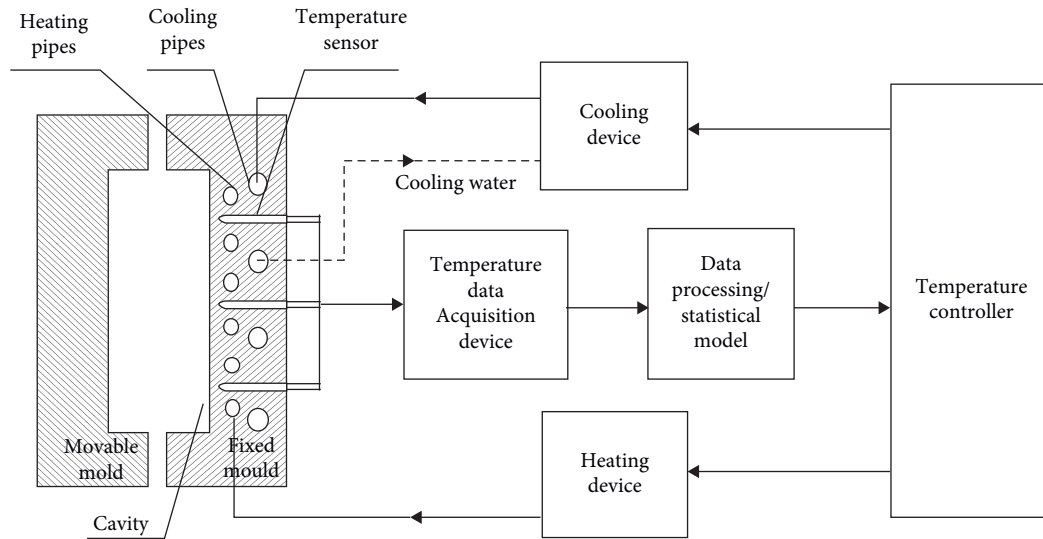 Heating
pipes
Cooling
pipes
Temperature
sensor
Cooling
device
Cooling water
Temperature
data
Acquisition
device
Data
processing/
statistical
model
Temperature
controller
Heating
device
Movable
mold
Fixed
mould
Cavity